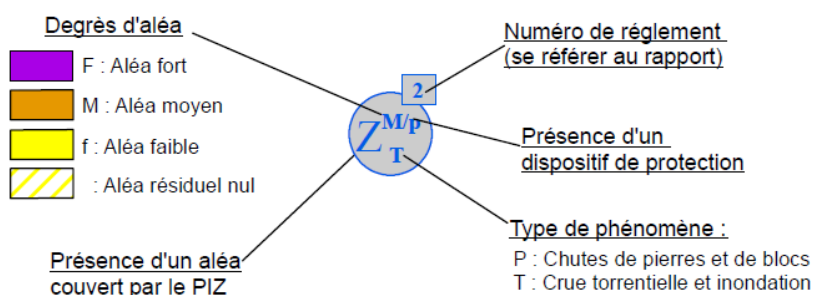 Degrès d'aléa
F : Aléa fort
M : Aléa moyen
f : Aléa faible
: Aléa résiduel nul
Présence d'un aléa
couvert par le PIZ
2
Z M/p
T
Numéro de réglement
(se référer au rapport)
Présence d'un
dispositif de protection
Type de phénomène :
P : Chutes de pierres et de blocs
T : Crue torrentielle et inondation